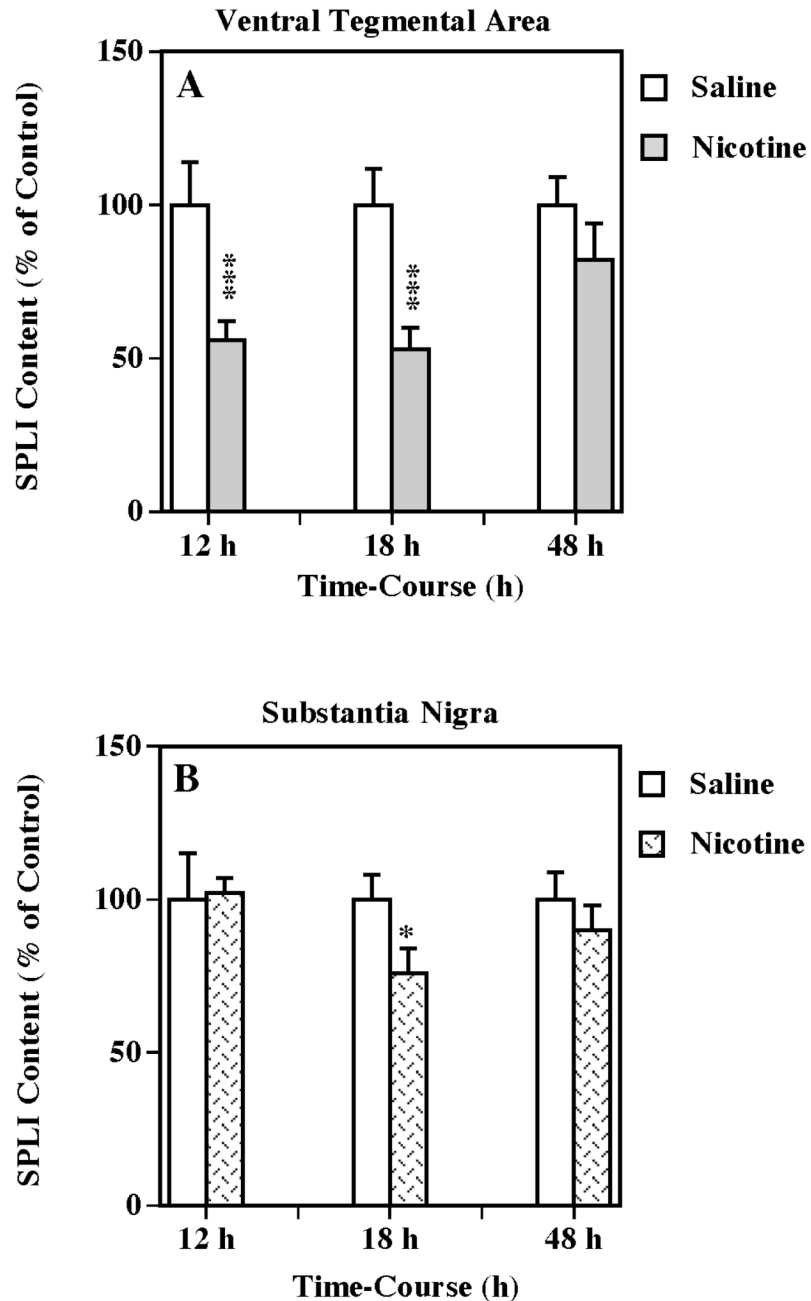 Ventral Tegmental Area
150
A
Saline
Nicotine
SPLI Content (% of Control)
100
***
***
50
0
12 h 18 h 48 h
Time-Course (h)
Substantia Nigra
150
B
Saline
Nicotine
SPLI Content (% of Control)
100
*
50
0
12 h 18 h 48 h
Time-Course (h)